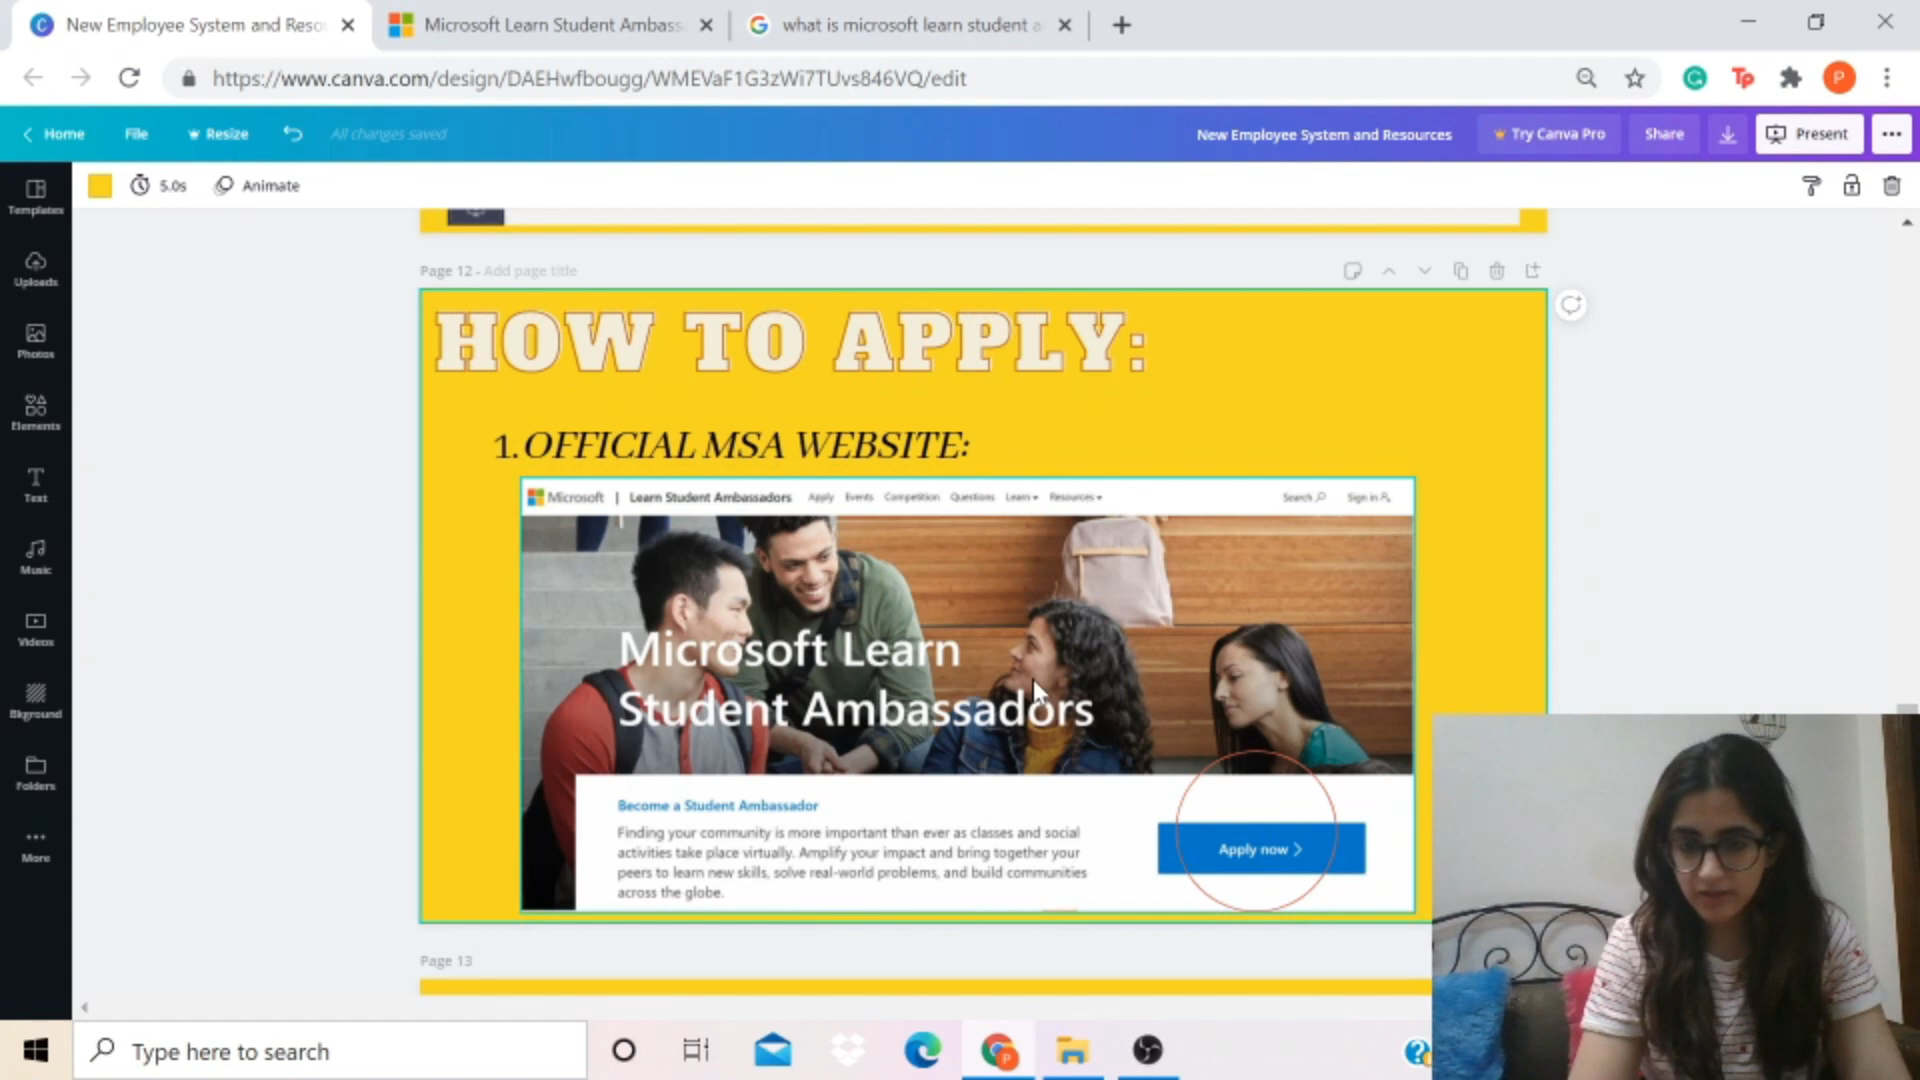 New Employee System and Reso
Microsoft Learn Student Ambass
what is microsoft learn student a
https://www.canva.com/design/DAEHwfbougg/WMEVaF1G3zWi7TUvs846VQ/edit
P
Home
File
Resize
All changes saved
New Employee System and Resources
Try Canva Pro
Share
Present
5.0s
Animate
Templates
Uploads
Photos
Elements
Text
Music
Videos
Bkground
Folders
More
Page 12 - Add page title
HOW TO APPLY:
1. OFFICIAL MSA WEBSITE:
Microsoft | Learn Student Ambassadors Apply Events Competition Questions Learn Resources Search Sign in
Microsoft Learn
Student Ambassadors
Become a Student Ambassador
Finding your community is more important than ever as classes and social
activities take place virtually. Amplify your impact and bring together your
peers to learn new skills, solve real-world problems, and build communities
across the globe.
Apply now
Page 13
Type here to search